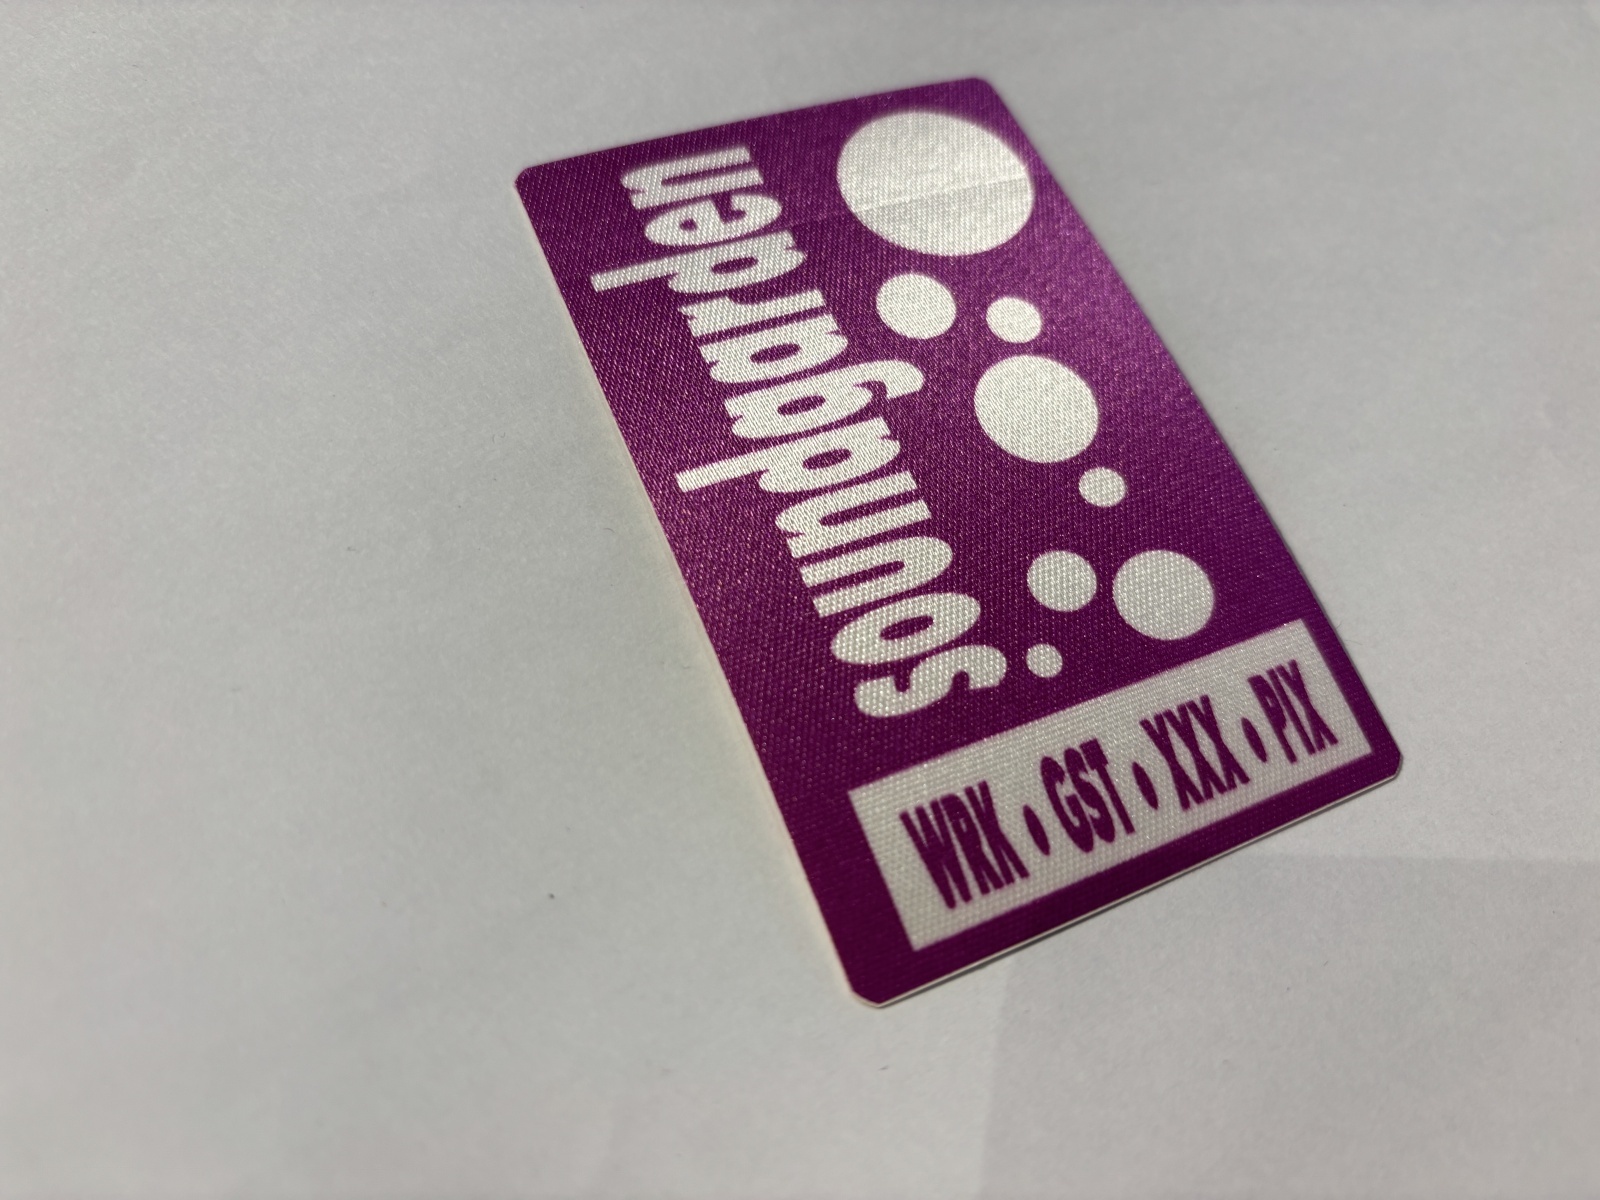 soundgarden
WRK • GST • XXX • PIX